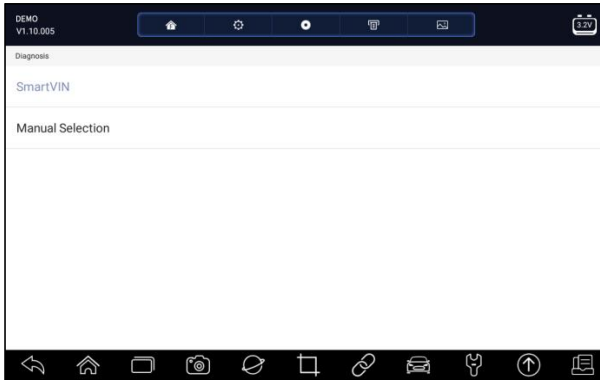 DEMO
V1.10.005
3.2V
Diagnosis
SmartVIN
Manual Selection